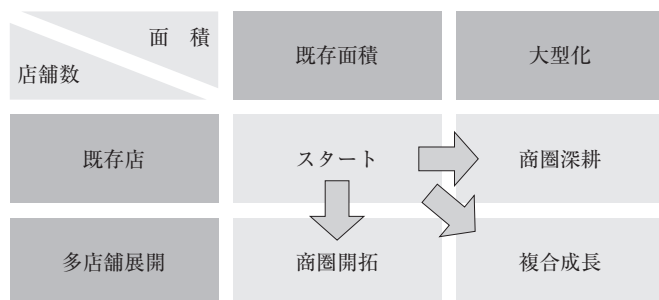 面　積
店舗数
既存面積
大型化
既存店
スタート
商圏深耕
多店舗展開
商圏開拓
複合成長